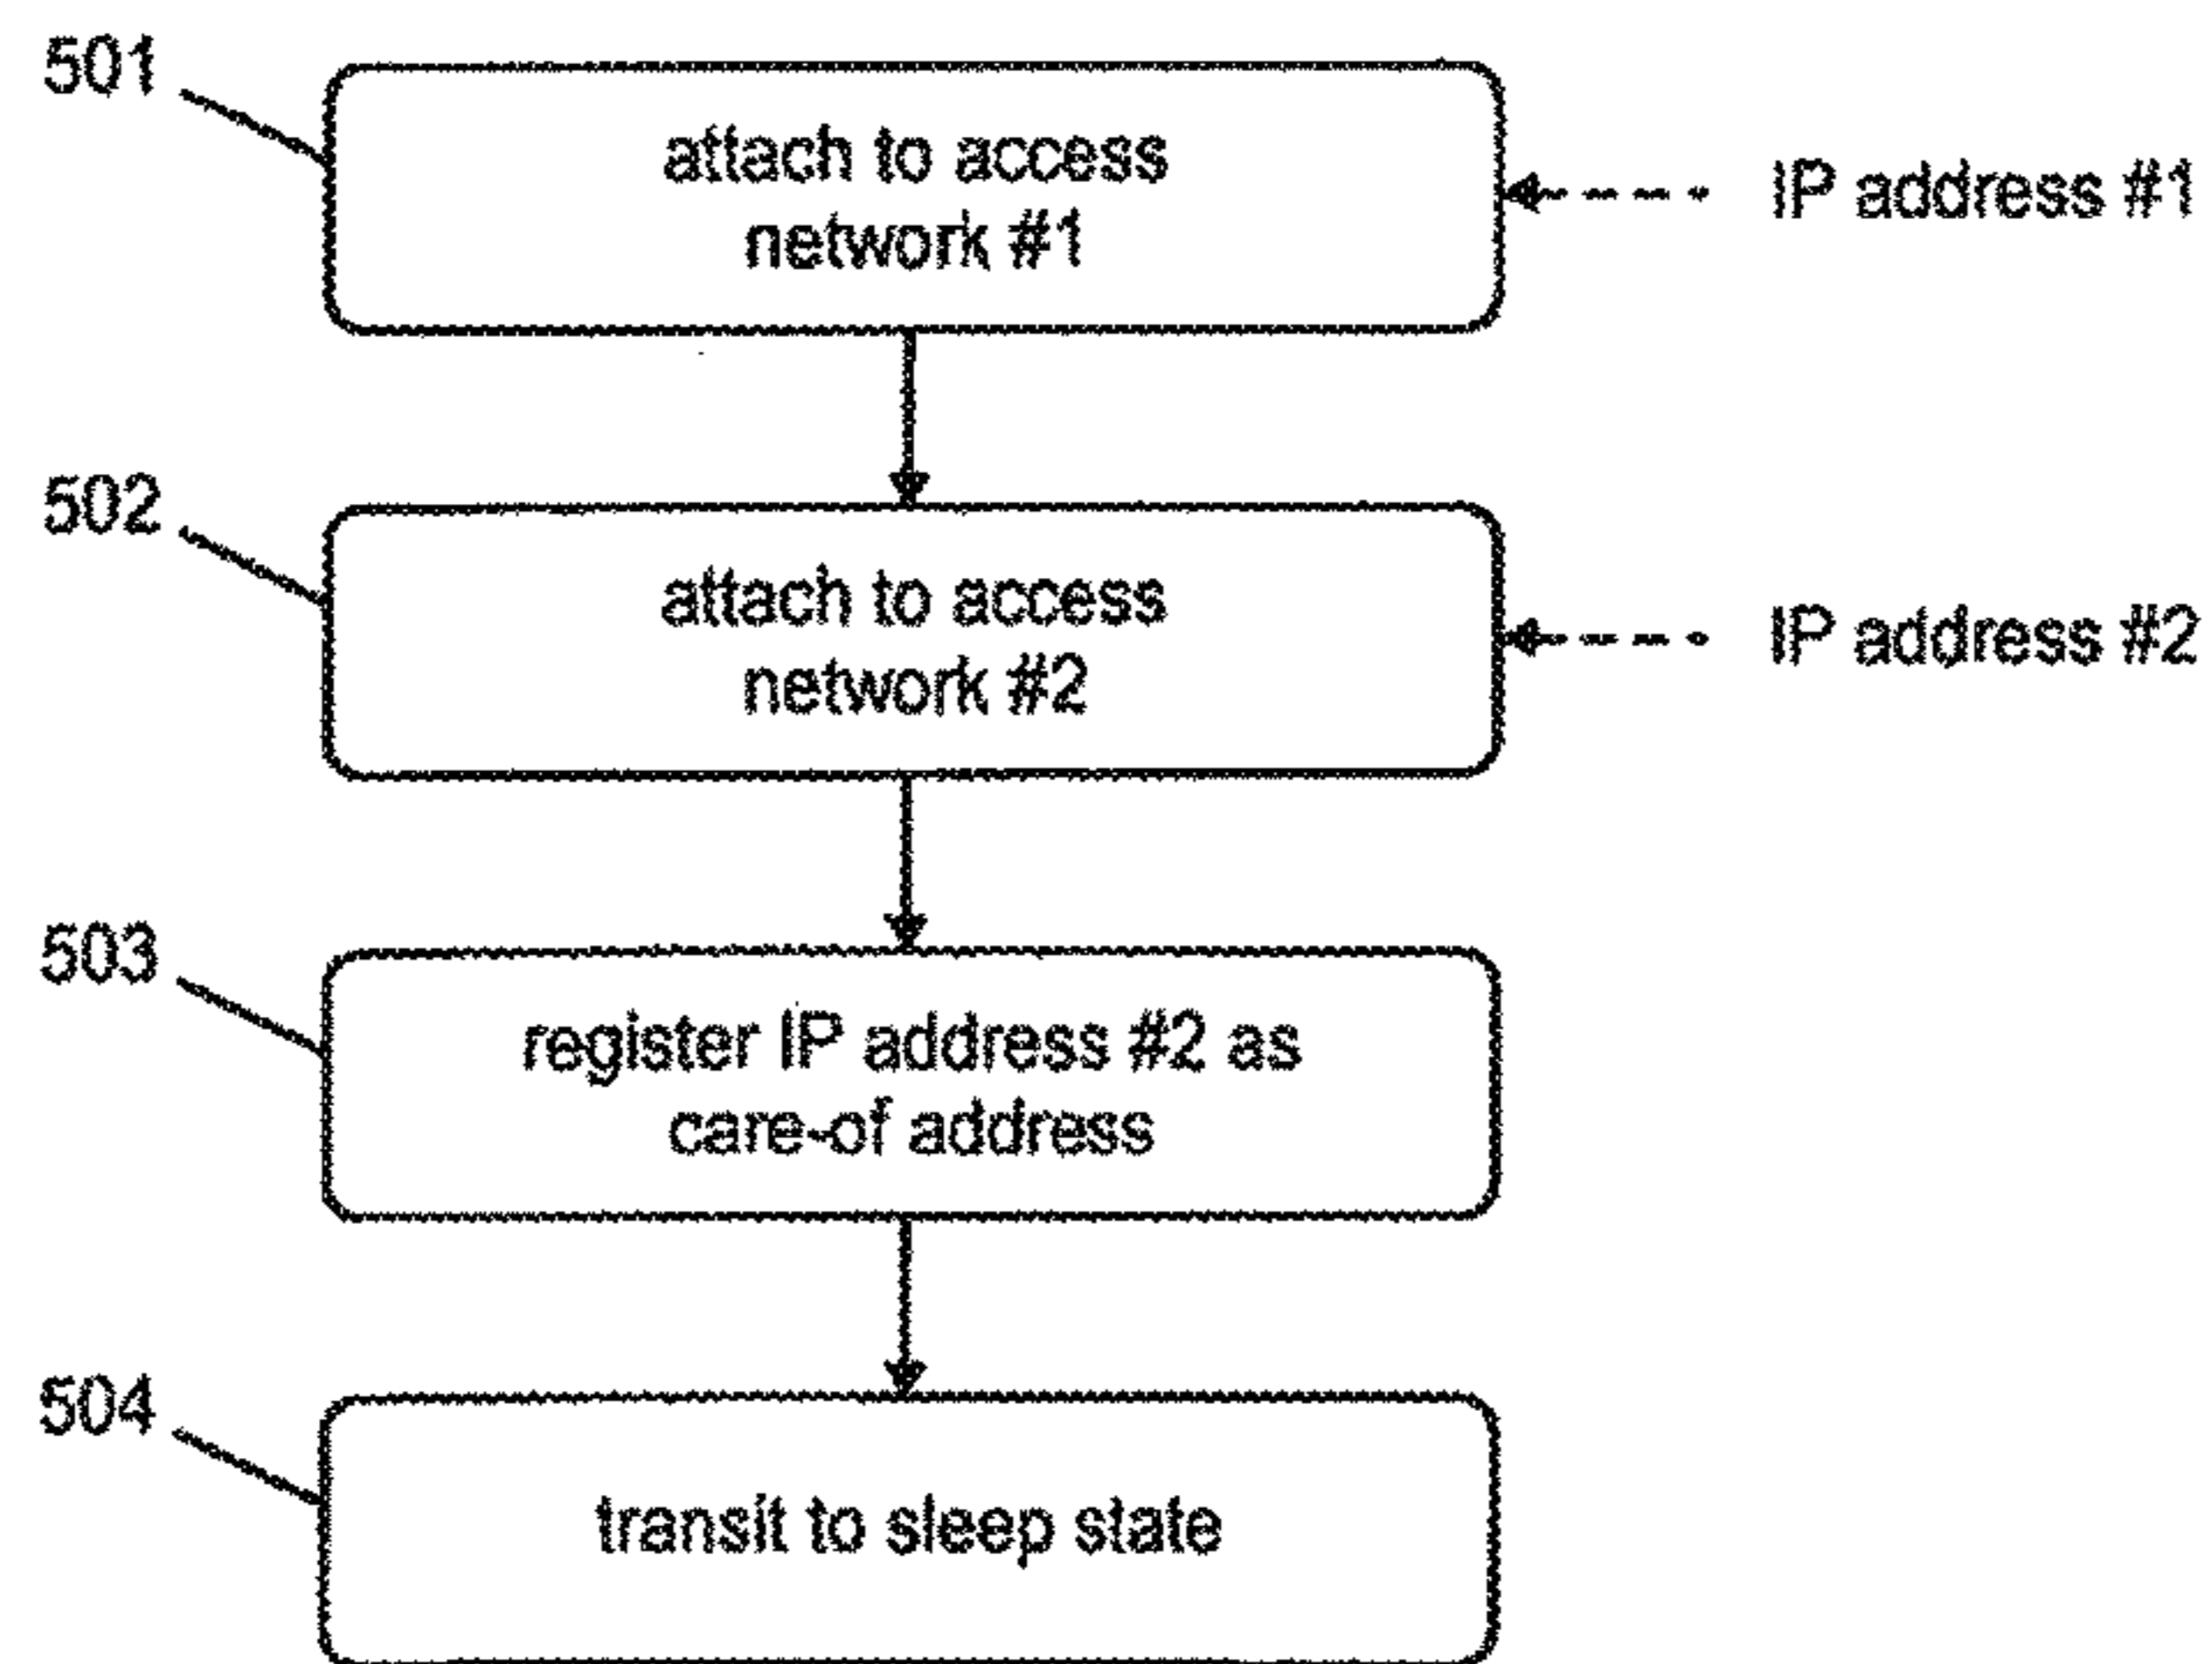 501
attach to access
network #1
IP address #1
502
attach to access
network #2
IP address #2
503
register IP address #2 as
care-of address
504
transit to sleep state